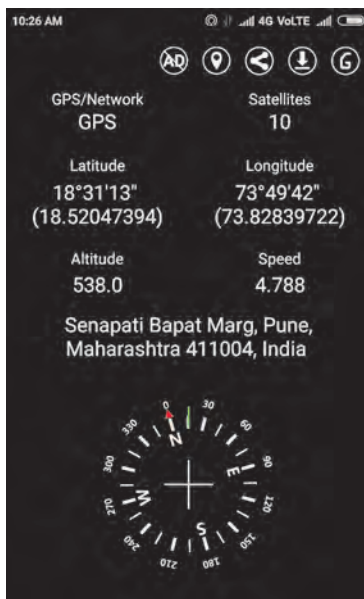 10:26 AM 4G VoLTE
AD G
GPS/Network Satellites
GPS 10
Latitude Longitude
18°31'13" 73°49'42"
(18.52047394) (73.82839722)
Altitude Speed
538.0 4.788
Senapati Bapat Marg, Pune,
Maharashtra 411004, India
0 30 60 90 120 150 180 210 240 270 300 330
N E S W